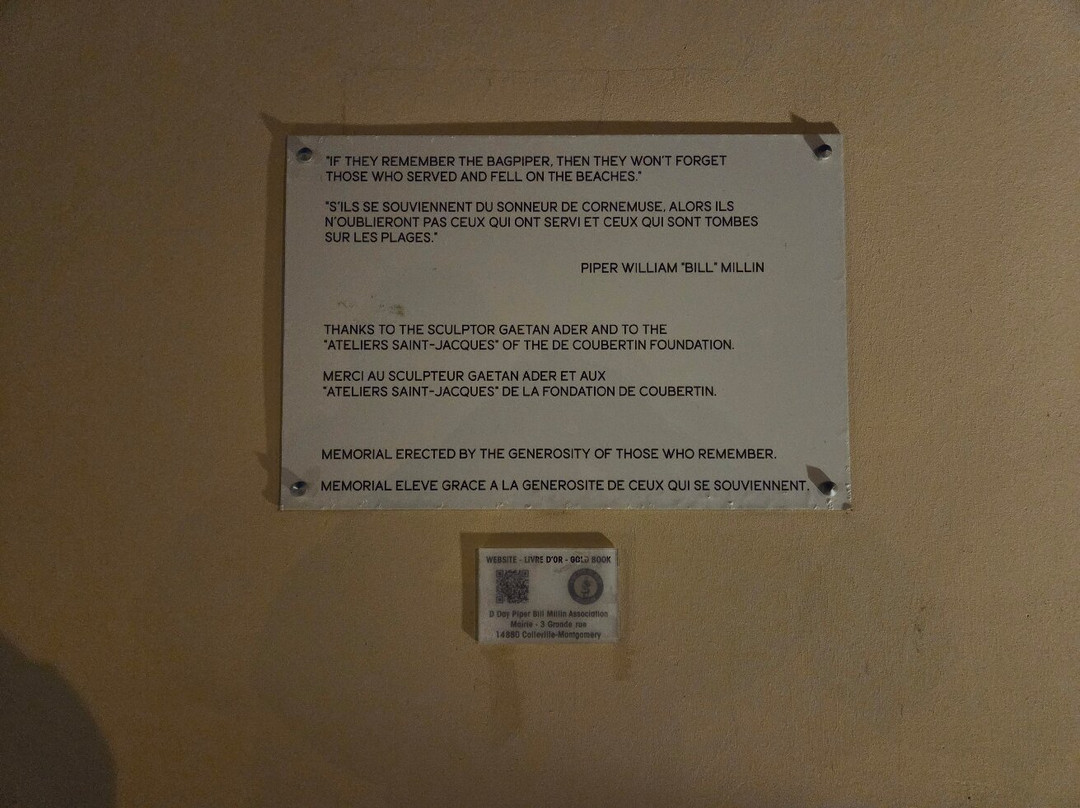 "IF THEY REMEMBER THE BAGPIPER, THEN THEY WON'T FORGET
THOSE WHO SERVED AND FELL ON THE BEACHES."
"S'ILS SE SOUVIENNENT DU SONNEUR DE CORNEMUSE, ALORS ILS
N'OUBLIERONT PAS CEUX QUI ONT SERVI ET CEUX QUI SONT TOMBES
SUR LES PLAGES."
PIPER WILLIAM "BILL" MILLIN
THANKS TO THE SCULPTOR GAETAN ADER AND TO THE
"ATELIERS SAINT-JACQUES" OF THE DE COUBERTIN FOUNDATION.
MERCI AU SCULPTEUR GAETAN ADER ET AUX
"ATELIERS SAINT-JACQUES" DE LA FONDATION DE COUBERTIN.
MEMORIAL ERECTED BY THE GENEROSITY OF THOSE WHO REMEMBER.
MEMORIAL ELEVE GRACE A LA GENEROSITE DE CEUX QUI SE SOUVIENNENT.
WEBSITE - LIVRE D'OR - GOLD BOOK
D Day Piper Bill Millin Association
Mairie - 3 Grande rue
14880 Colleville-Montgomery